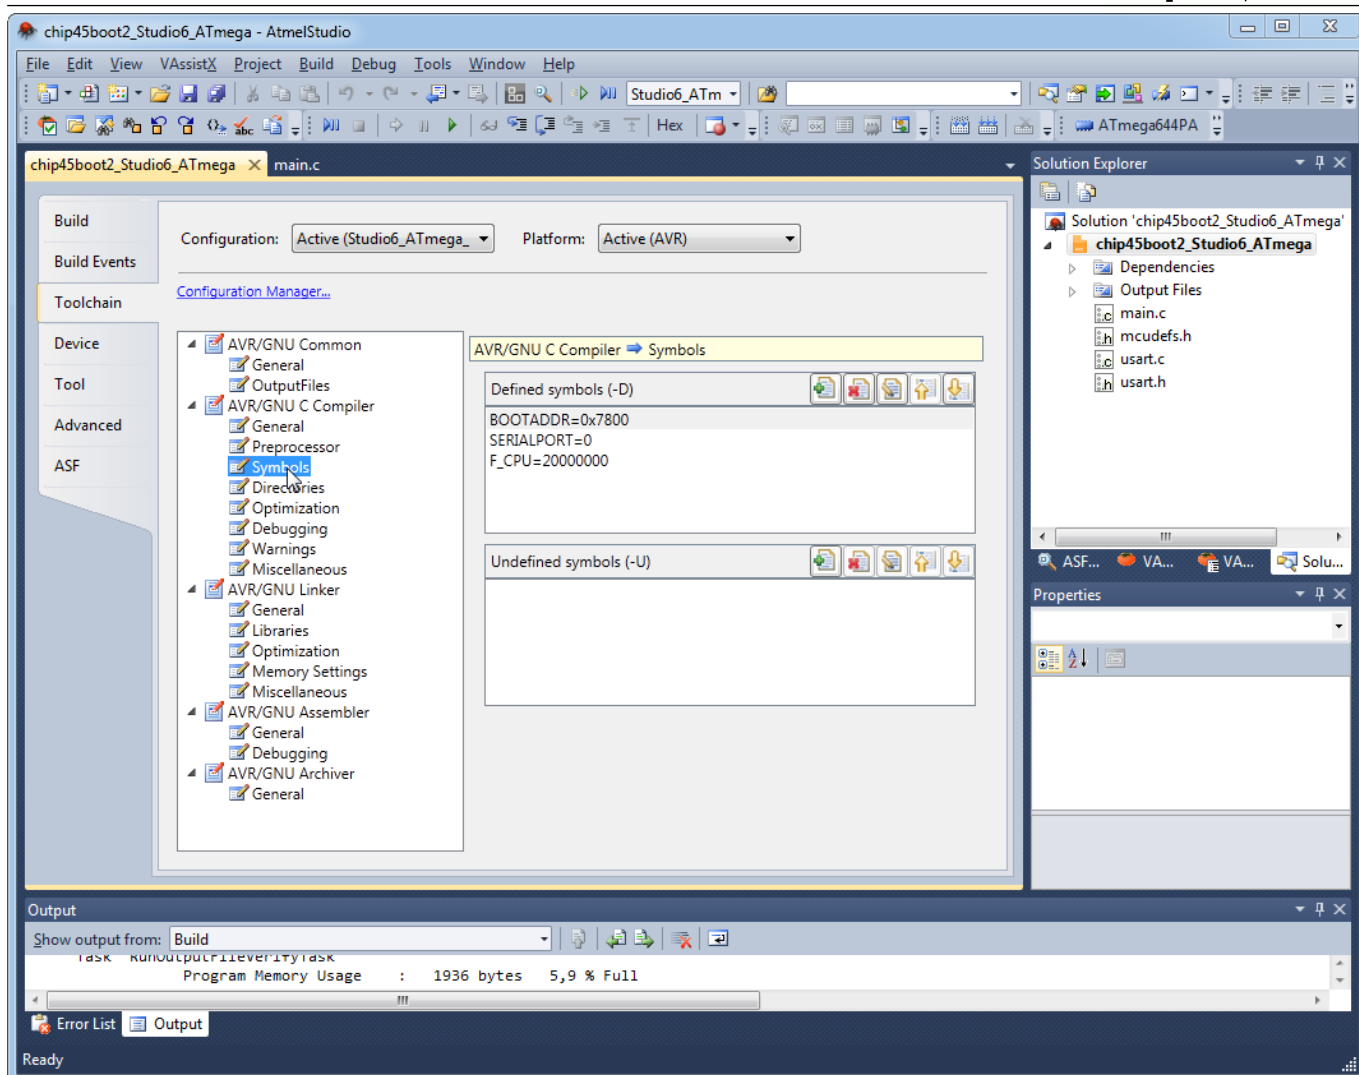 chip45boot2_Studio6_ATmega - AtmelStudio
File Edit View VAssistX Project Build Debug Tools Window Help
Studio6_ATm
Hex
ATmega644PA
chip45boot2_Studio6_ATmega main.c
Build
Build Events
Toolchain
Device
Tool
Advanced
ASF
Configuration: Active (Studio6_ATmega_ Platform: Active (AVR)
Configuration Manager...
AVR/GNU Common
General
OutputFiles
AVR/GNU C Compiler
General
Preprocessor
Symbols
Directories
Optimization
Debugging
Warnings
Miscellaneous
AVR/GNU Linker
General
Libraries
Optimization
Memory Settings
Miscellaneous
AVR/GNU Assembler
General
Debugging
AVR/GNU Archiver
General
AVR/GNU C Compiler Symbols
Defined symbols (-D)
BOOTADDR=0x7800
SERIALPORT=0
F_CPU=20000000
Undefined symbols (-U)
Solution Explorer
Solution 'chip45boot2_Studio6_ATmega'
chip45boot2_Studio6_ATmega
Dependencies
Output Files
main.c
mcudefs.h
usart.c
usart.h
ASF... VA... VA... Solu...
Properties
Output
Show output from: Build
Task "RunOutputFileVerifyTask"
Program Memory Usage : 1936 bytes 5,9 % Full
Error List Output
Ready